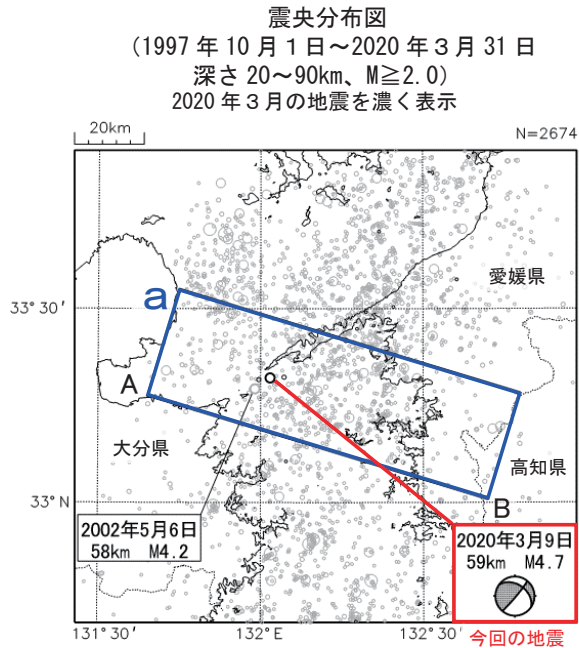 震央分布図
(1997年10月1日～2020年3月31日
深さ20～90km、M≧2.0)
2020年3月の地震を濃く表示
20km
N=2674
愛媛県
33°30′
a
A
大分県
高知県
33°N
B
2002年5月6日
58km M4.2
2020年3月9日
59km M4.7
131°30′
132°E
132°30′
今回の地震